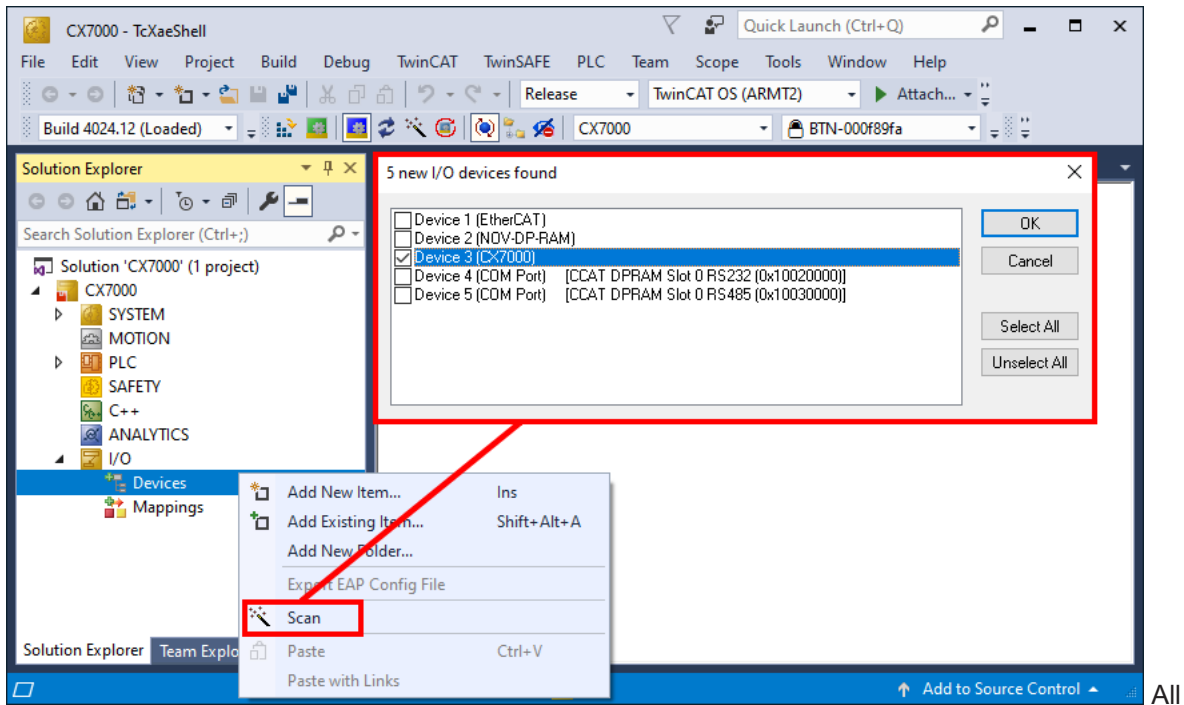 CX7000 - TcXaeShell
Quick Launch (Ctrl+Q)
File Edit View Project Build Debug TwinCAT TwinSAFE PLC Team Scope Tools Window Help
Release TwinCAT OS (ARMT2) Attach...
Build 4024.12 (Loaded) CX7000 BTN-000f89fa
Solution Explorer
Search Solution Explorer (Ctrl+;)
Solution 'CX7000' (1 project)
CX7000
SYSTEM
MOTION
PLC
SAFETY
C++
ANALYTICS
I/O
Devices
Mappings
5 new I/O devices found
Device 1 (EtherCAT)
Device 2 (NOV-DP-RAM)
Device 3 (CX7000)
Device 4 (COM Port) [CCAT DPRAM Slot 0 RS232 (0x10020000)]
Device 5 (COM Port) [CCAT DPRAM Slot 0 RS485 (0x10030000)]
OK
Cancel
Select All
Unselect All
Add New Item... Ins
Add Existing Item... Shift+Alt+A
Add New Folder...
Export EAP Config File
Scan
Paste Ctrl+V
Paste with Links
Solution Explorer Team Explo
Add to Source Control
All